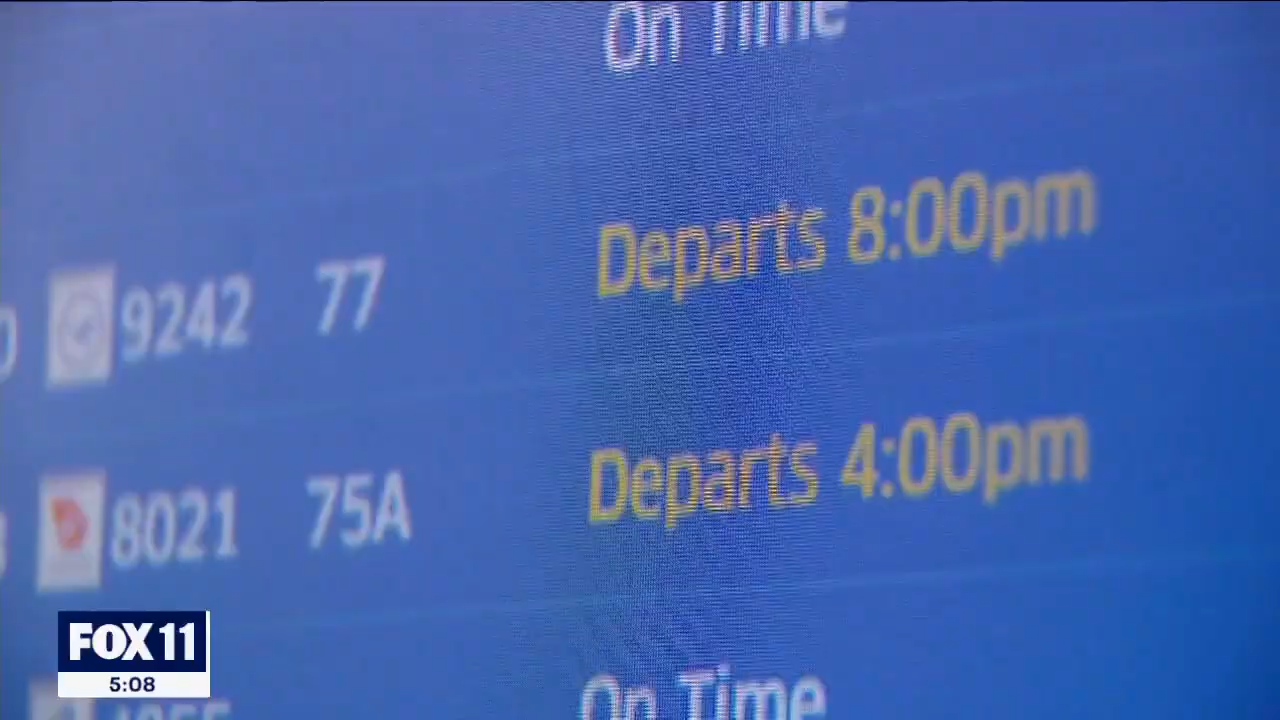 On Time
Departs 8:00pm
9242 77
Departs 4:00pm
8021 75A
On Time
FOX 11
5:08